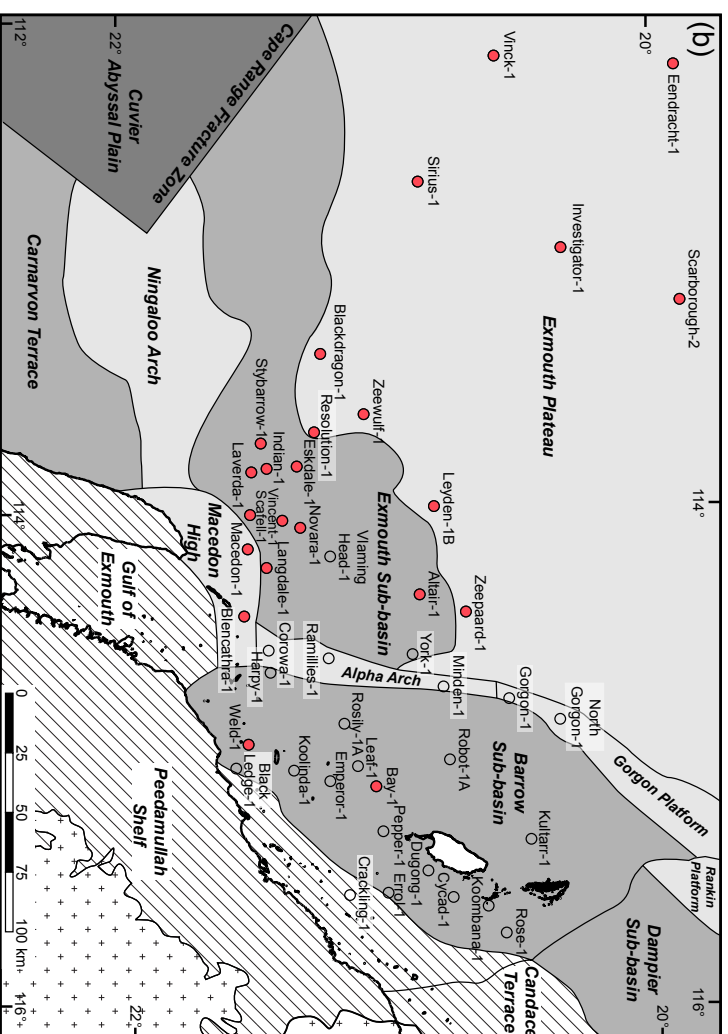 (b)
20°
22°
112°
Eendracht-1
Vinck-1
Cape Range Fracture Zone
Cuvier
Abyssal Plain
Sirius-1
Investigator-1
Scarborough-2
Exmouth Plateau
Ningaloo Arch
Carnarvon Terrace
Blackdragon-1
Zeewulf-1
Resolution-1
Stybarrow-1
Eskdale-1
Indian-1
Laverda-1
Leyden-1B
114°
Exmouth Sub-basin
Novara-1
Vincent-1
Scafell-1
Vlaming
Head-1
Macedon
High
Macedon-1
Langdale-1
114°
Gulf of
Exmouth
Altair-1
Zeepaard-1
Blencathra-1
York-1
Ramillies-1
Corowa-1
Harpy-1
Alpha Arch
Minden-1
Gorgon-1
North
Gorgon-1
Gorgon Platform
Rosily-1A
Weld-1
Black
Ledge-1
Koolinda-1
Emperor-1
Leaf-1
Bay-1
Robot-1A
Barrow
Sub-basin
Kultarr-1
Pepper-1
Dugong-1
Errol-1
Cycad-1
Koombana-1
Crackling-1
Rose-1
Rankin
Platform
Dampier
Sub-basin
Candace
Terrace
Peedamullah
Shelf
0
25
50
75
100 km
116°
22°
20°
116°